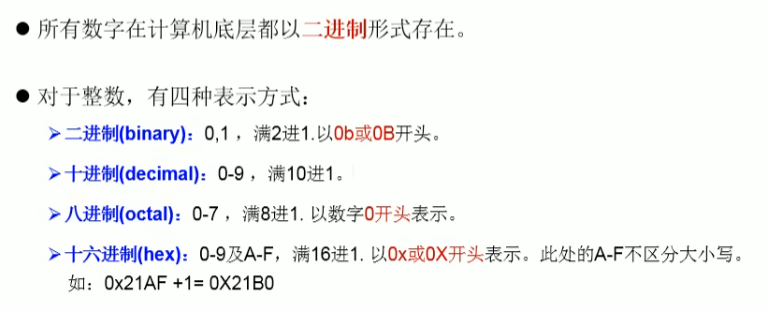 ● 所有数字在计算机底层都以二进制形式存在。
● 对于整数，有四种表示方式：
➢二进制(binary)：0,1 ，满2进1.以0b或0B开头。
➢十进制(decimal)：0-9 ，满10进1。
➢八进制(octal)：0-7 ，满8进1. 以数字0开头表示。
➢十六进制(hex)：0-9及A-F，满16进1. 以0x或0X开头表示。此处的A-F不区分大小写。
如：0x21AF +1= 0X21B0